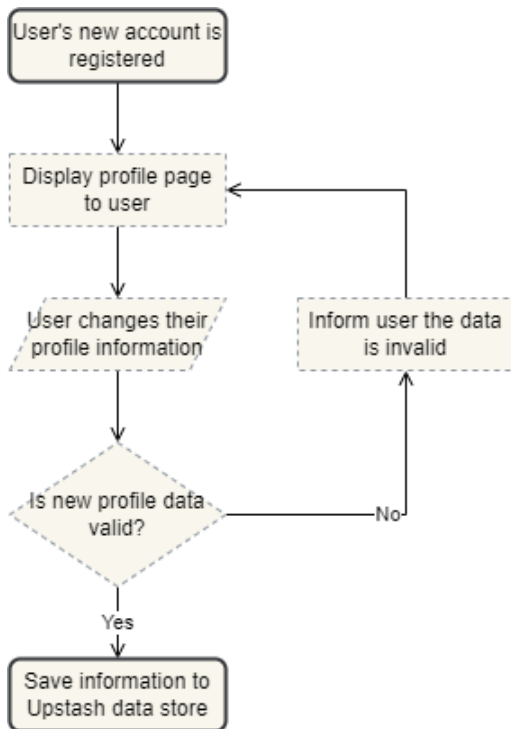 User's new account is
registered
Display profile page
to user
User changes their
profile information
Inform user the data
is invalid
Is new profile data
valid?
No
Yes
Save information to
Upstash data store